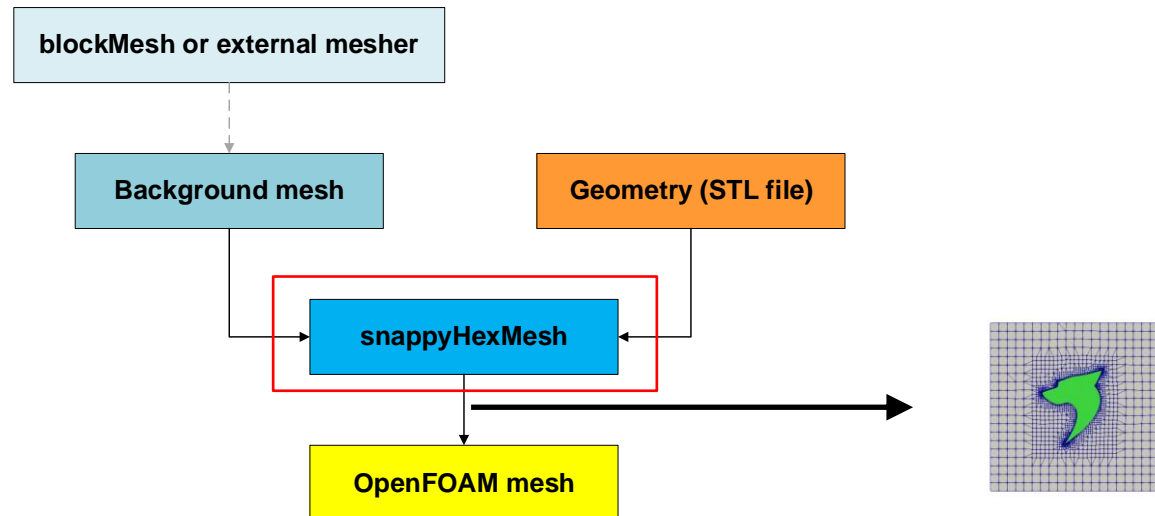 blockMesh or external mesher
Background mesh
Geometry (STL file)
snappyHexMesh
OpenFOAM mesh